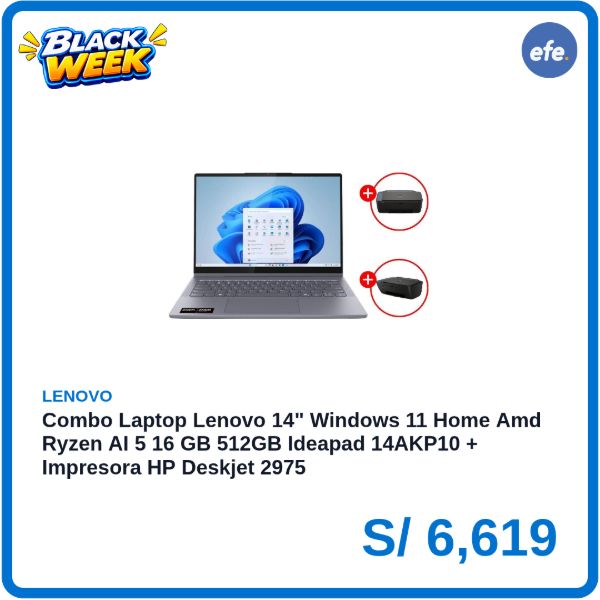 BLACK
WEEK
efe.
LENOVO
Combo Laptop Lenovo 14" Windows 11 Home Amd
Ryzen AI 5 16 GB 512GB Ideapad 14AKP10 +
Impresora HP Deskjet 2975
S/ 6,619